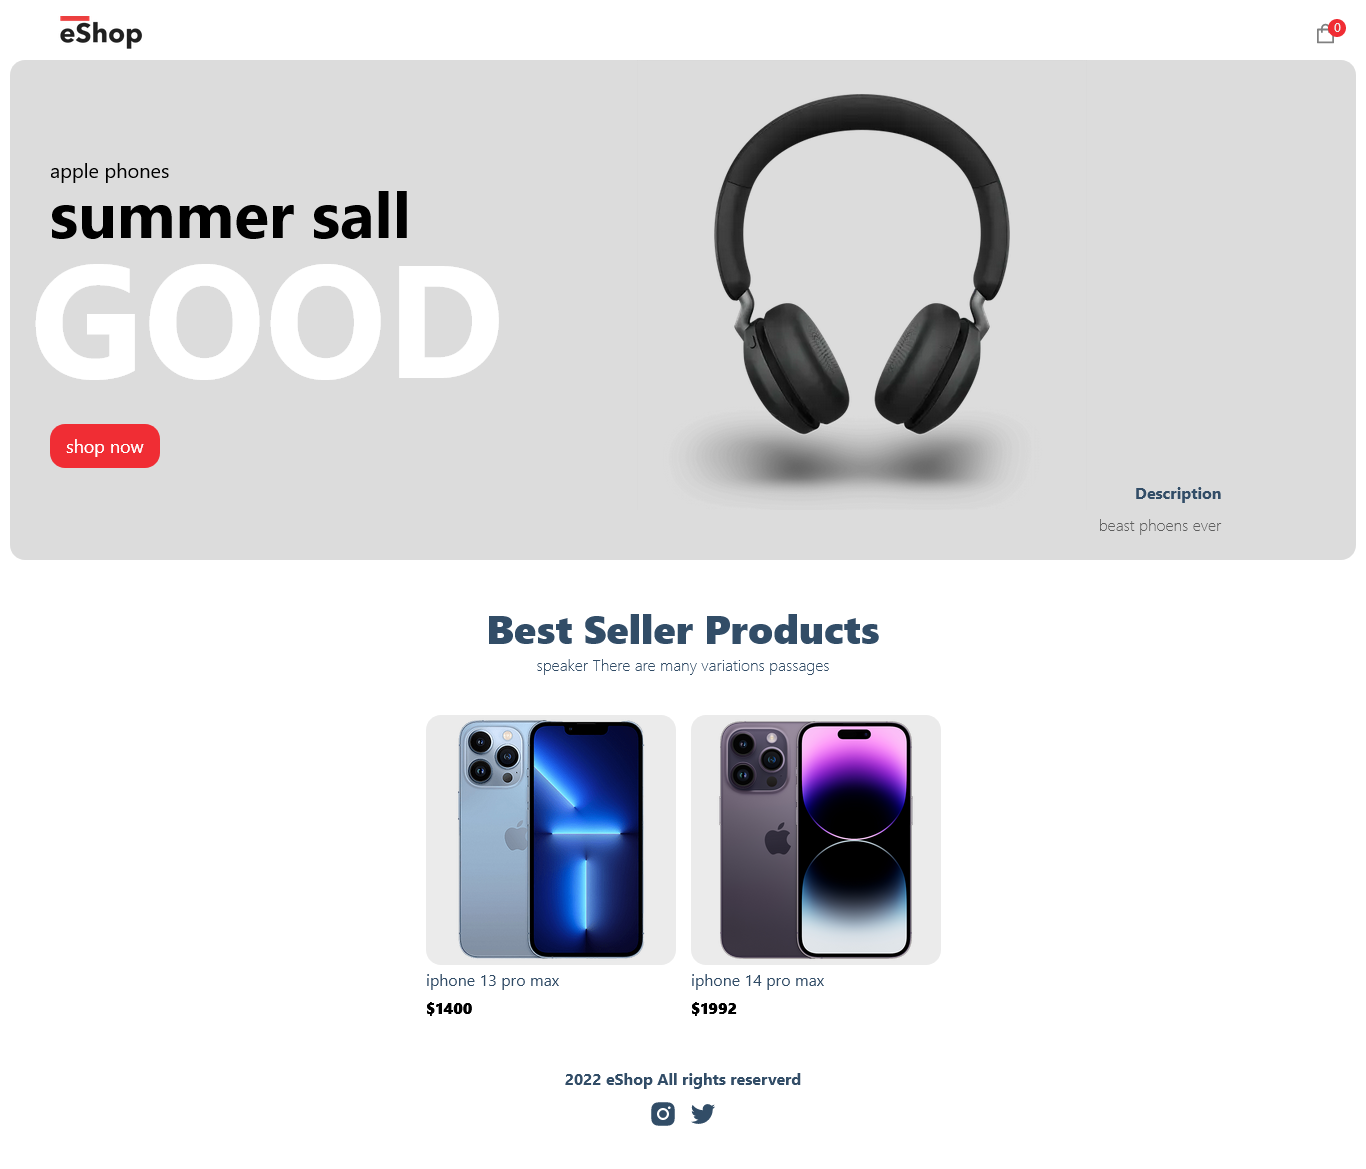 eShop
0
apple phones
summer sall
GOOD
shop now
Description
beast phoens ever
Best Seller Products
speaker There are many variations passages
iphone 13 pro max
$1400
iphone 14 pro max
$1992
2022 eShop All rights reserverd